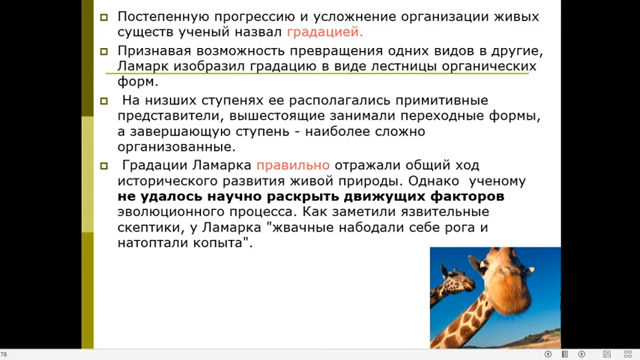 Постепенную прогрессию и усложнение организации живых
существ ученый назвал градацией.
Признавая возможность превращения одних видов в другие,
Ламарк изобразил градацию в виде лестницы органических
форм.
На низших ступенях ее располагались примитивные
представители, вышестоящие занимали переходные формы,
а завершающую ступень - наиболее сложно
организованные.
Градации Ламарка правильно отражали общий ход
исторического развития живой природы. Однако ученому
не удалось научно раскрыть движущих факторов
эволюционного процесса. Как заметили язвительные
скептики, у Ламарка "жвачные набодали себе рога и
натоптали копыта".
78